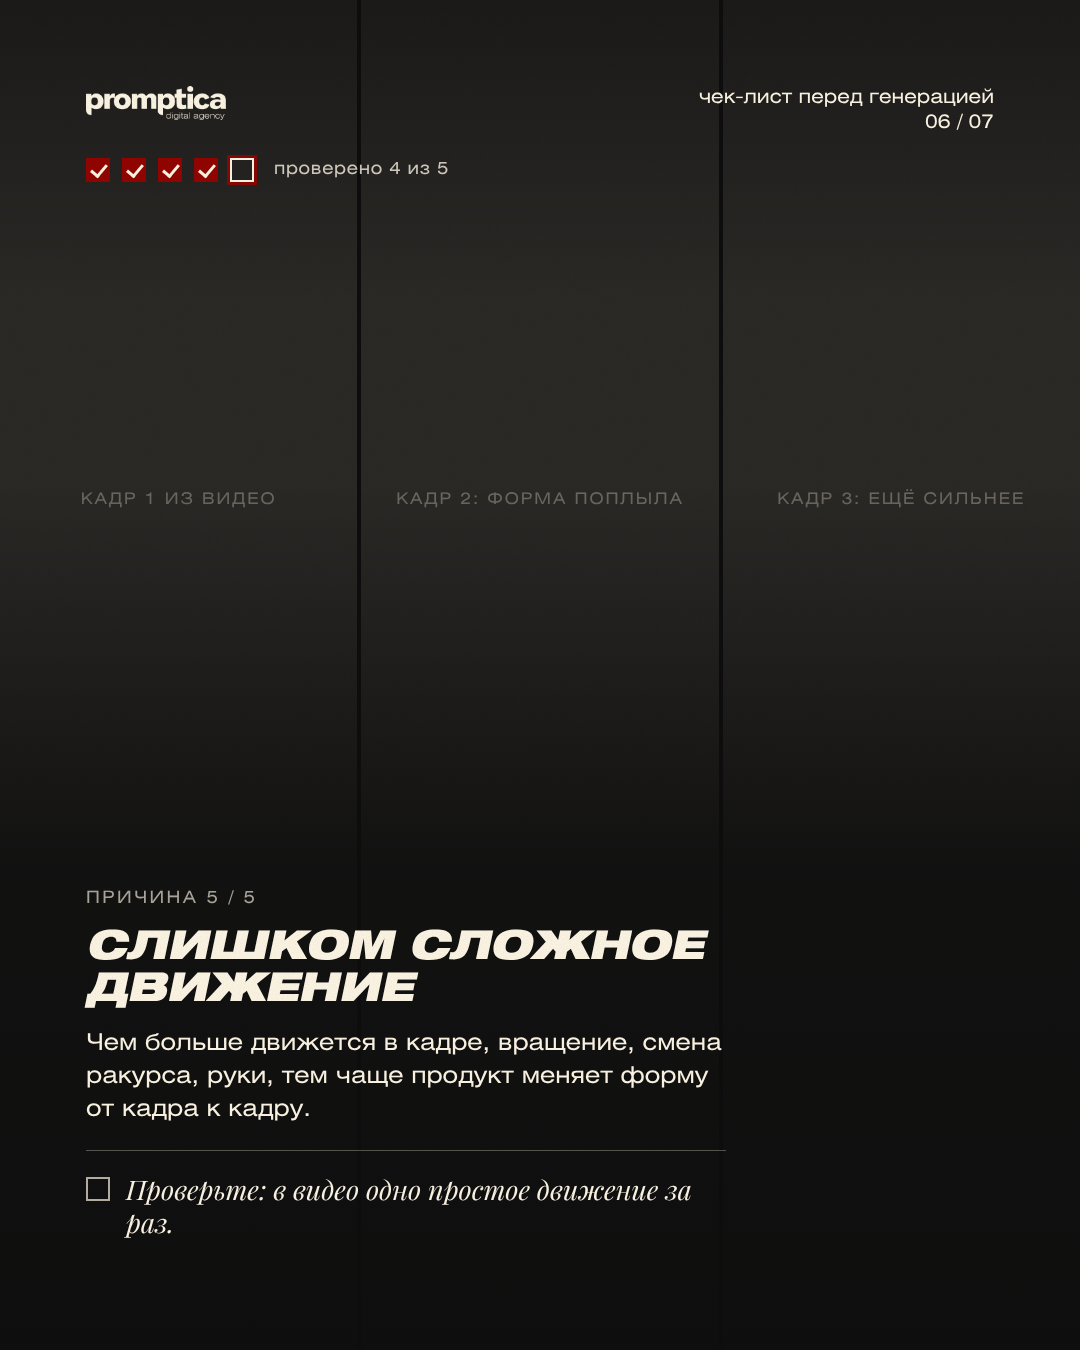 promptica
digital agency
чек-лист перед генерацией
06 / 07
проверено 4 из 5
КАДР 1 ИЗ ВИДЕО
КАДР 2: ФОРМА ПОПЛЫЛА
КАДР 3: ЕЩЁ СИЛЬНЕЕ
ПРИЧИНА 5 / 5
СЛИШКОМ СЛОЖНОЕ
ДВИЖЕНИЕ
Чем больше движется в кадре, вращение, смена
ракурса, руки, тем чаще продукт меняет форму
от кадра к кадру.
Проверьте: в видео одно простое движение за
раз.